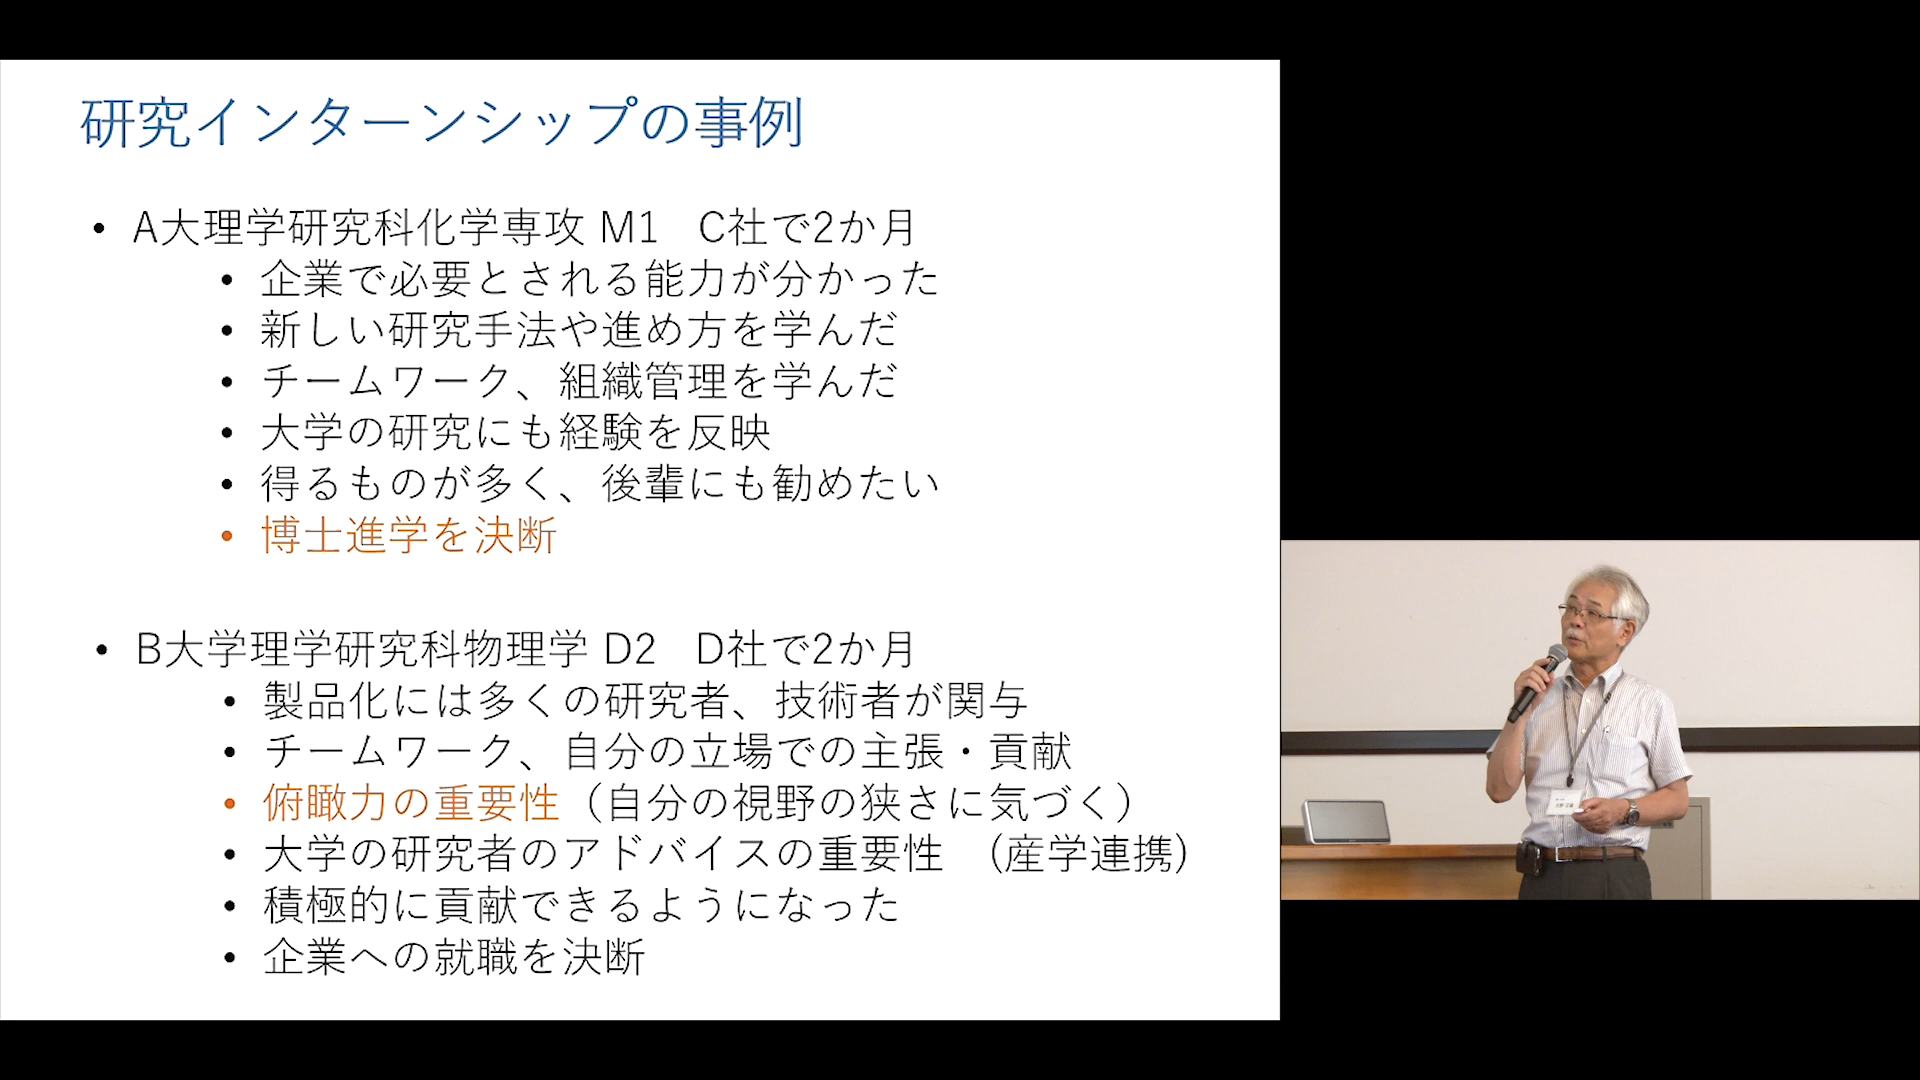 研究インターンシップの事例
• A大理学研究科化学専攻 M1 C社で2か月
• 企業で必要とされる能力が分かった
• 新しい研究手法や進め方を学んだ
• チームワーク、組織管理を学んだ
• 大学の研究にも経験を反映
• 得るものが多く、後輩にも勧めたい
• 博士進学を決断
• B大学理学研究科物理学 D2 D社で2か月
• 製品化には多くの研究者、技術者が関与
• チームワーク、自分の立場での主張・貢献
• 俯瞰力の重要性（自分の視野の狭さに気づく）
• 大学の研究者のアドバイスの重要性 (産学連携)
• 積極的に貢献できるようになった
• 企業への就職を決断